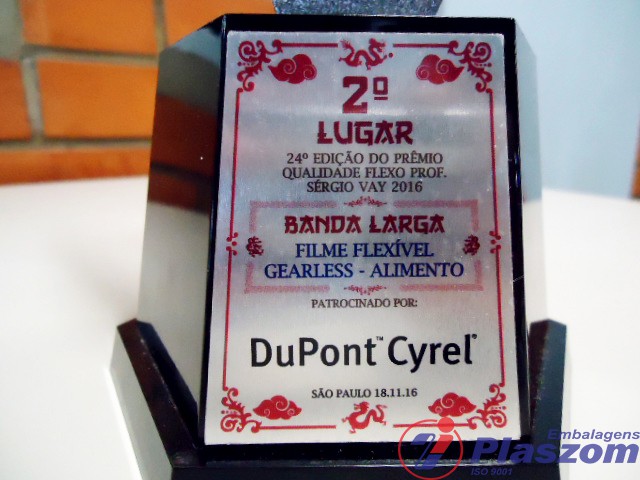 2º
LUGAR
24º EDIÇÃO DO PRÊMIO
QUALIDADE FLEXO PROF.
SÉRGIO VAY 2016
BANDA LARGA
FILME FLEXÍVEL
GEARLESS - ALIMENTO
PATROCINADO POR:
DuPont™ Cyrel®
SÃO PAULO 18.11.16
Embalagens
Plaszom
ISO 9001